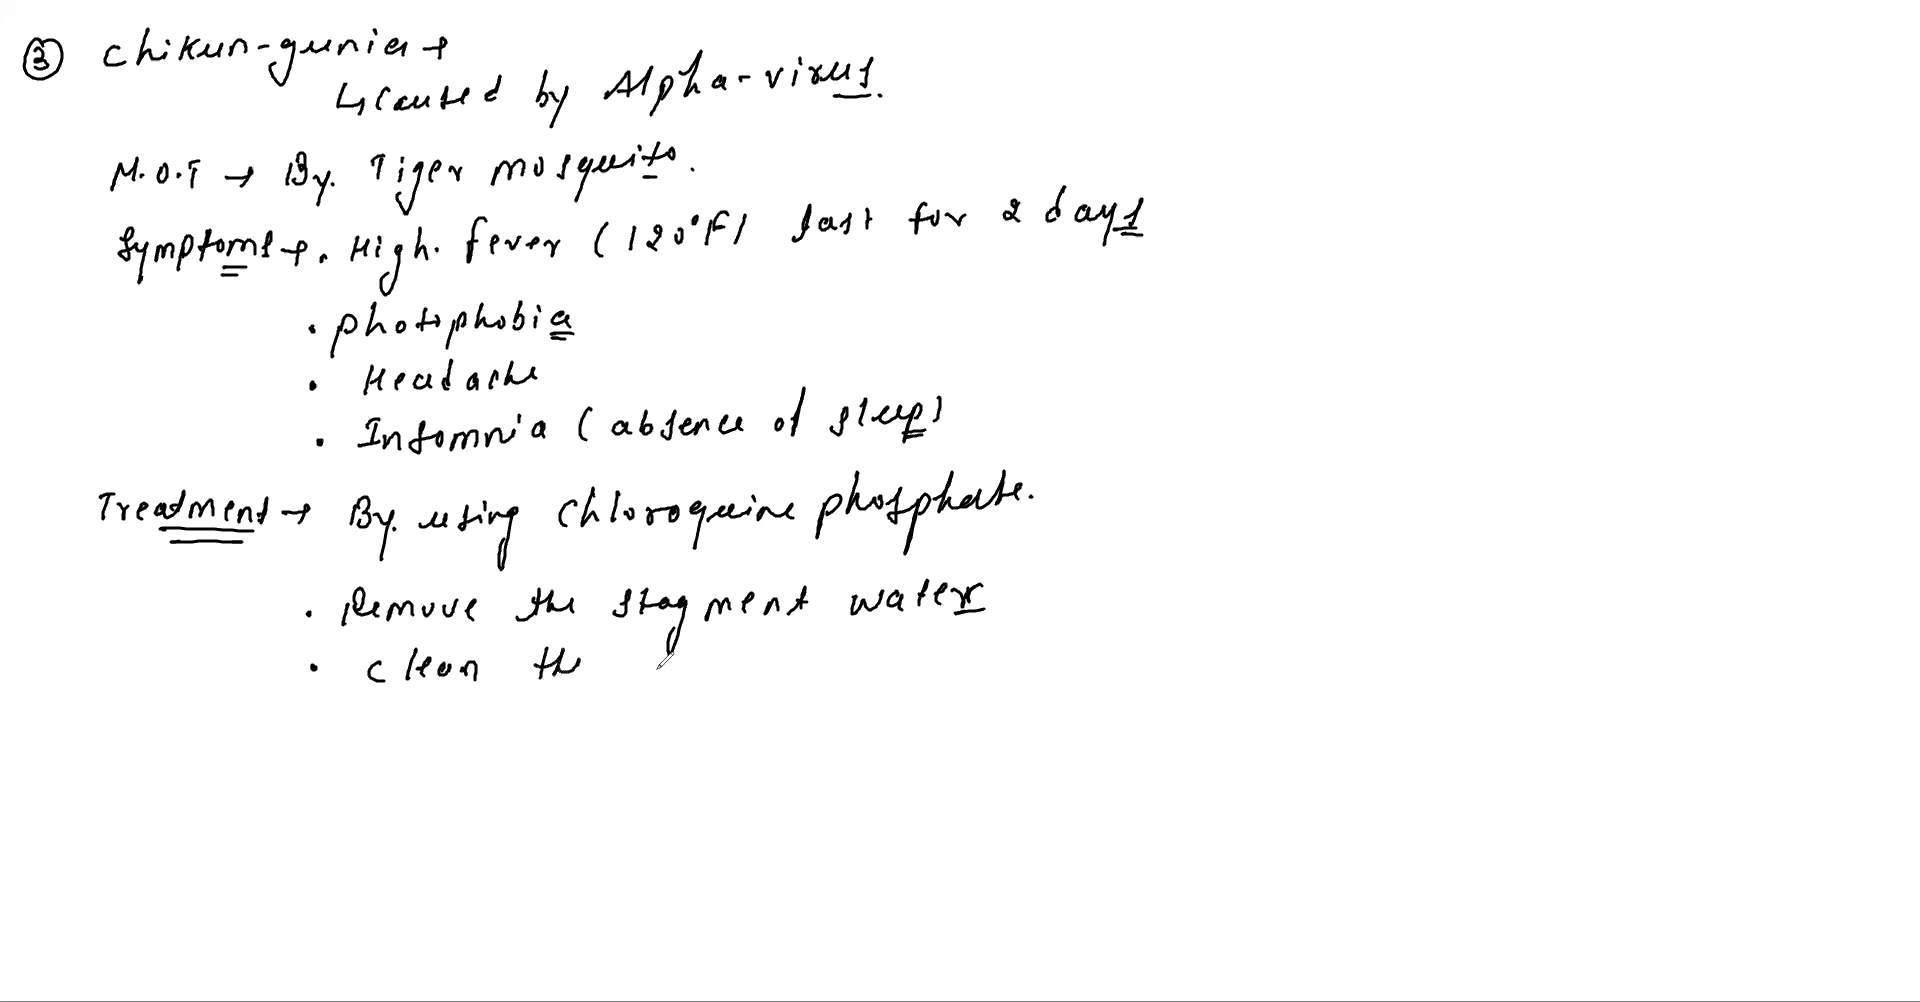 ③ Chikun-gunia →
↳ Caused by Alpha-virus.
M.O.T → By. Tiger mosquito.
Symptoms → • High. fever (120°F) last for 2 days
• photophobia
• Headache
• Insomnia (absence of sleep)
Treatment → By. using Chloroquine phosphate.
• Remove the stagment water
• clean the